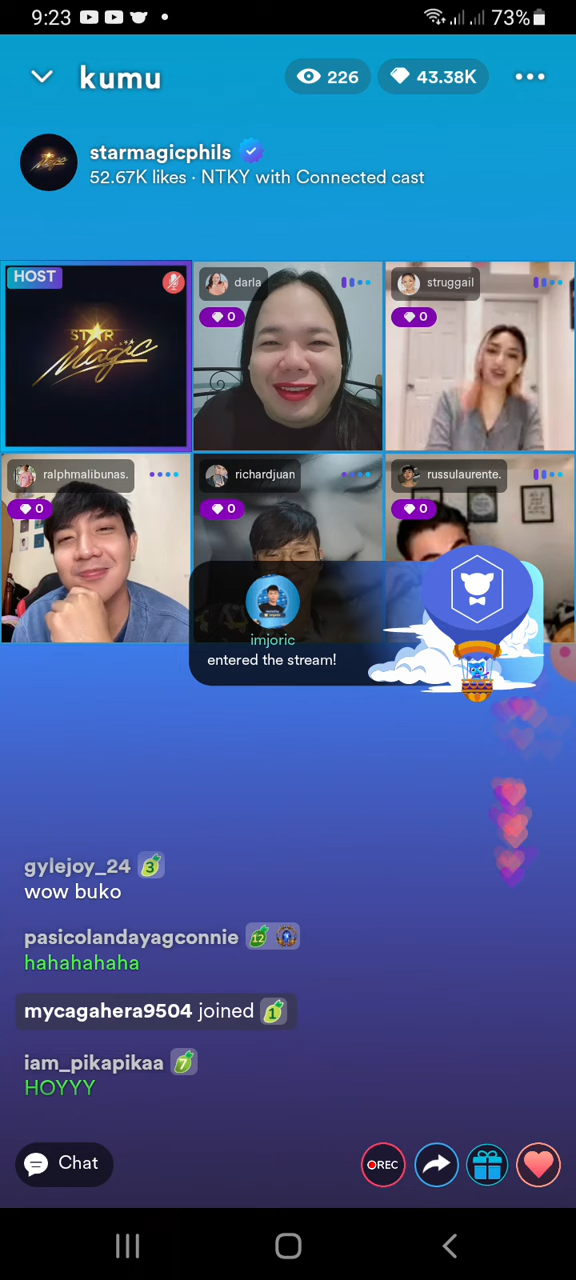 9:23
73%
kumu
226
43.38K
starmagicphils
52.67K likes · NTKY with Connected cast
HOST
STAR
Magic
darla
0
struggail
0
ralphmalibunas.
0
richardjuan
0
russulaurente.
0
imjoric
entered the stream!
gylejoy_24 3
wow buko
pasicolandayagconnie 12
hahahahaha
mycagahera9504 joined 1
iam_pikapikaa 7
HOYYY
Chat
REC